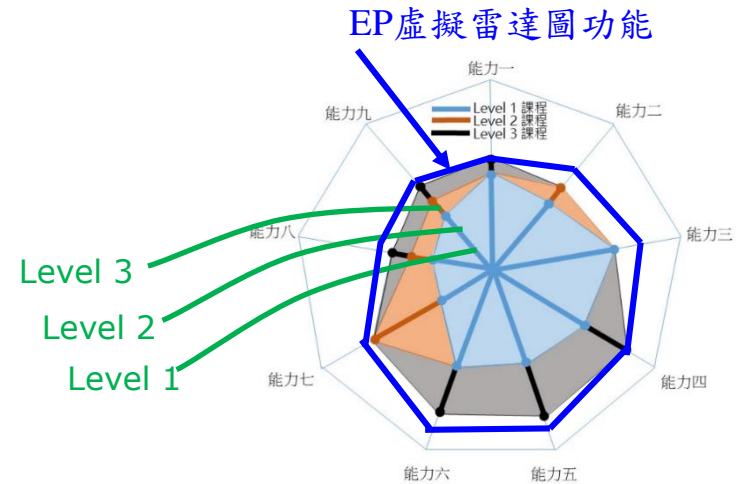 EP虛擬雷達圖功能
能力一
Level 1 課程
Level 2 課程
Level 3 課程
能力九
能力二
能力八
能力三
Level 3
Level 2
Level 1
能力七
能力四
能力六
能力五